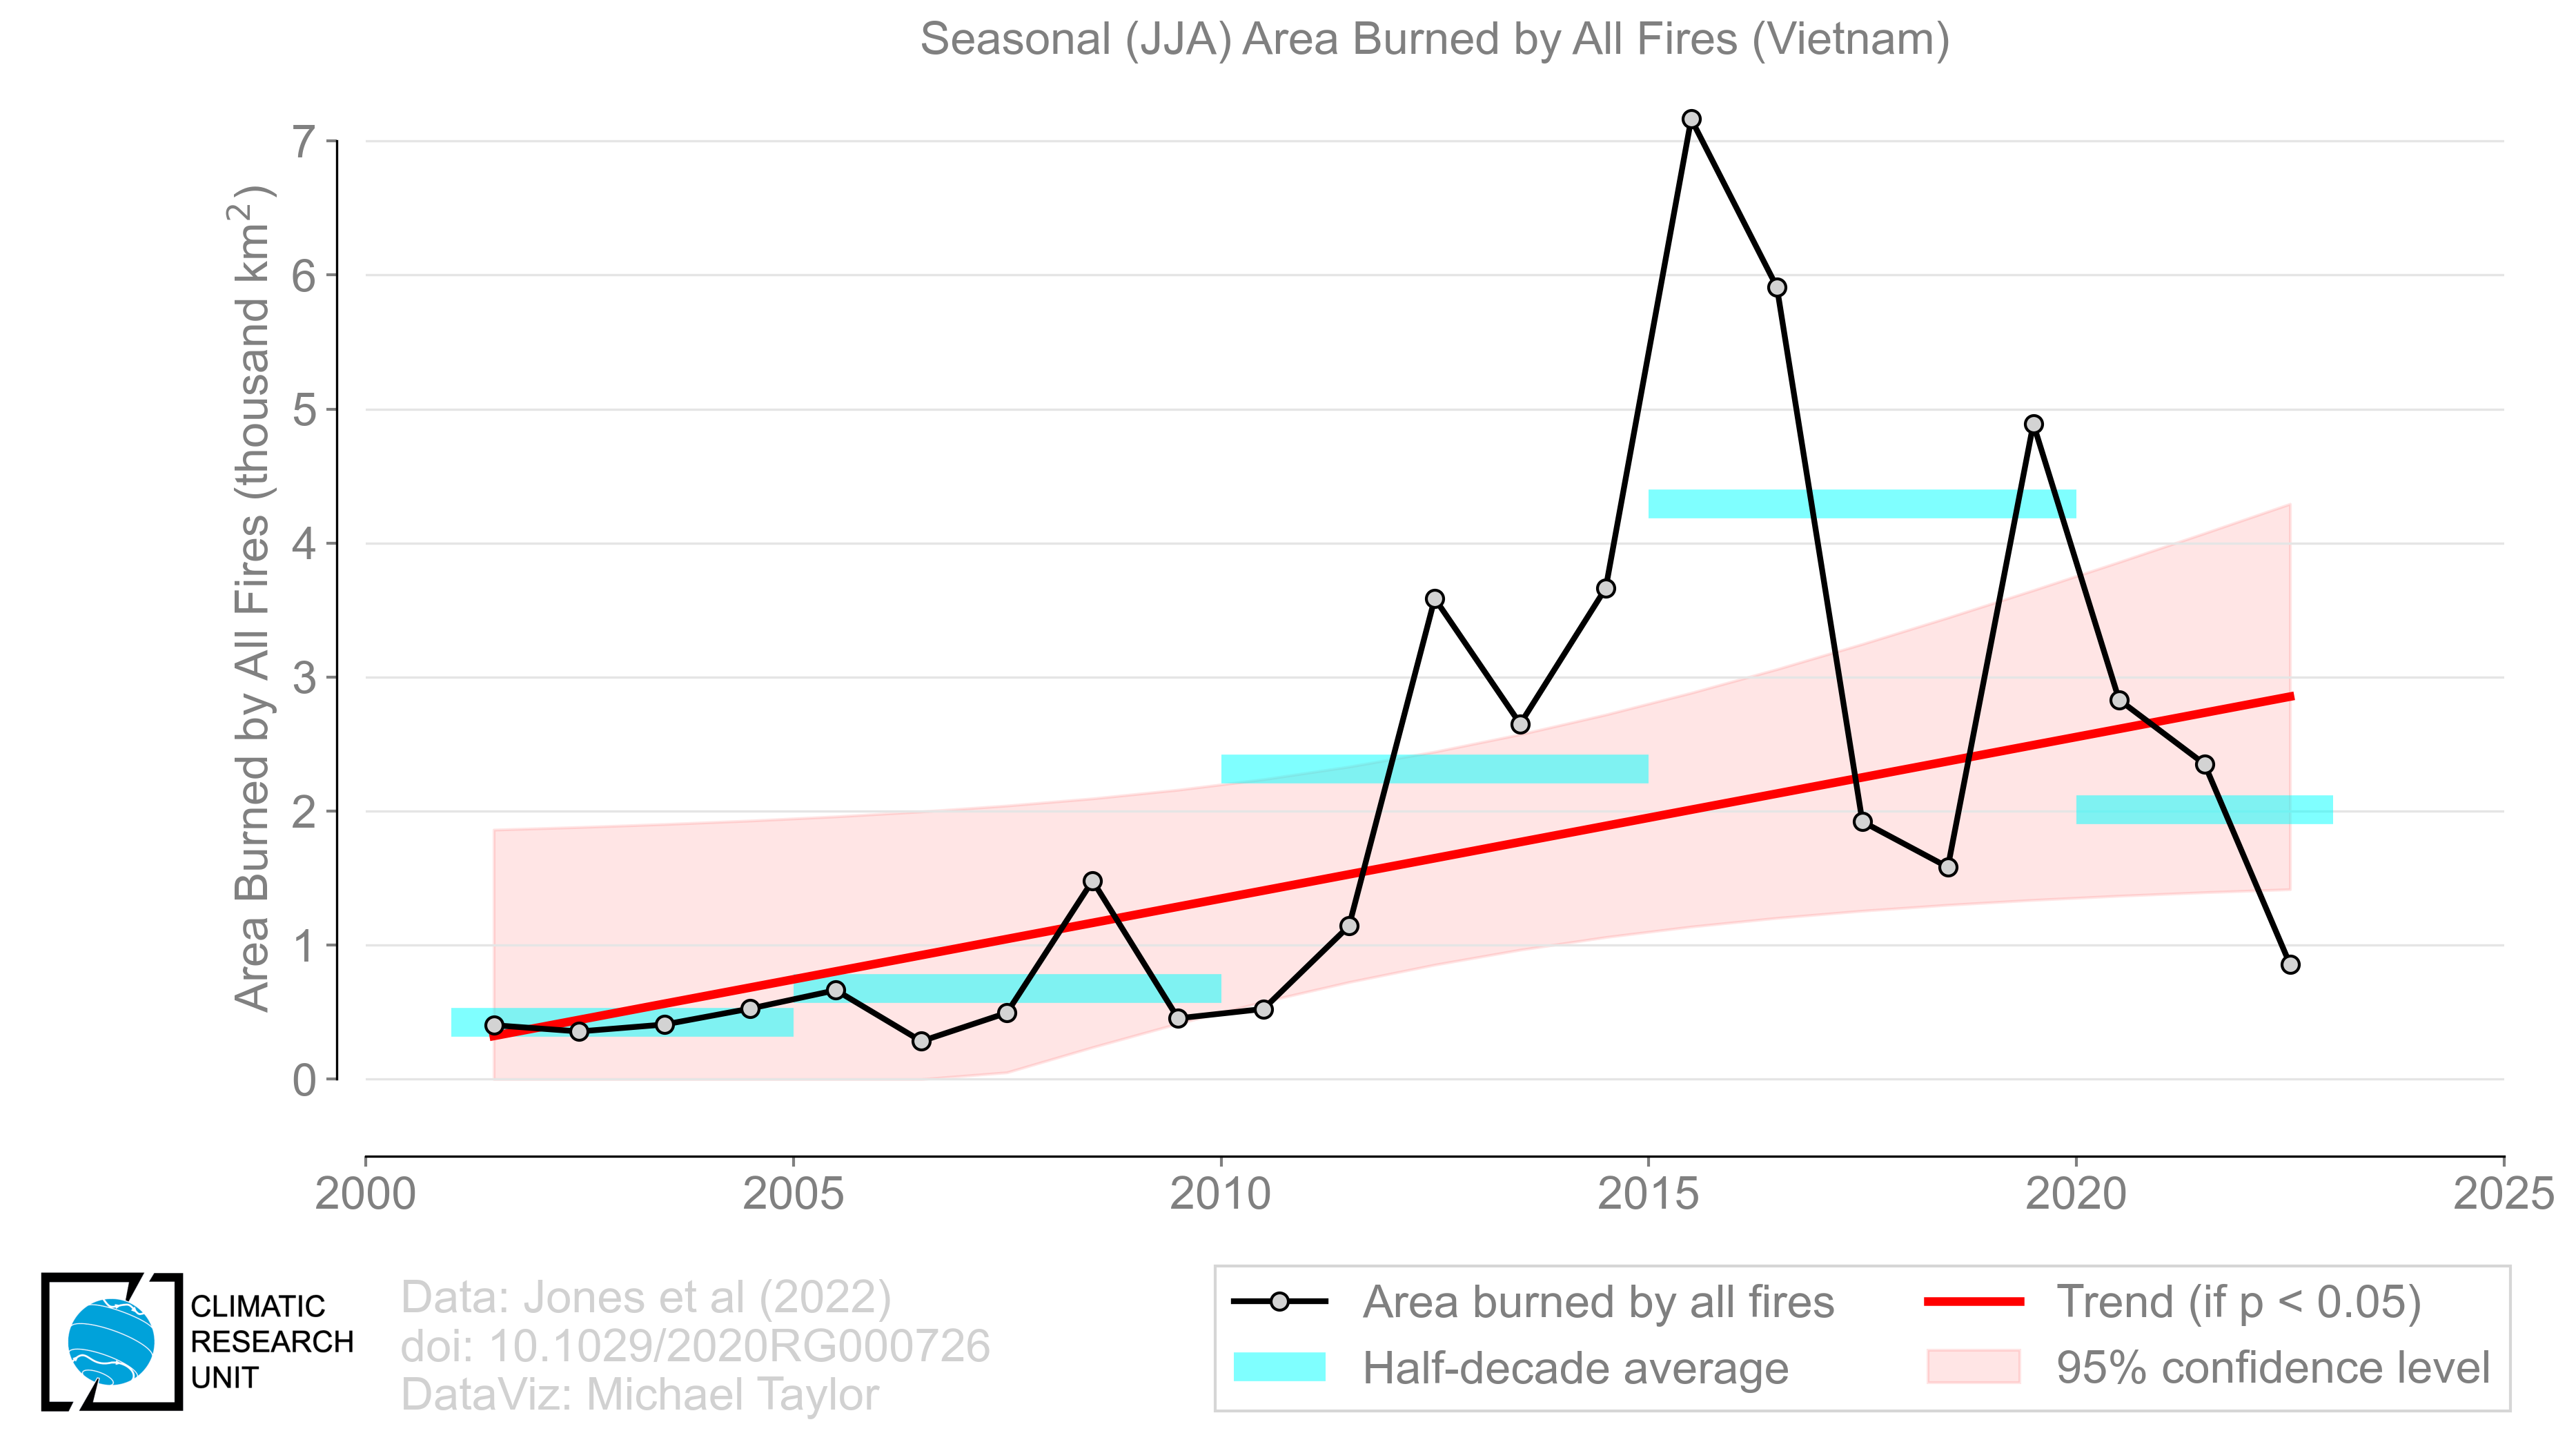 Seasonal (JJA) Area Burned by All Fires (Vietnam)
Area Burned by All Fires (thousand km²)
7
6
5
4
3
2
1
0
2000 2005 2010 2015 2020 2025
CLIMATIC
RESEARCH
UNIT
Data: Jones et al (2022)
doi: 10.1029/2020RG000726
DataViz: Michael Taylor
Area burned by all fires
Half-decade average
Trend (if p < 0.05)
95% confidence level